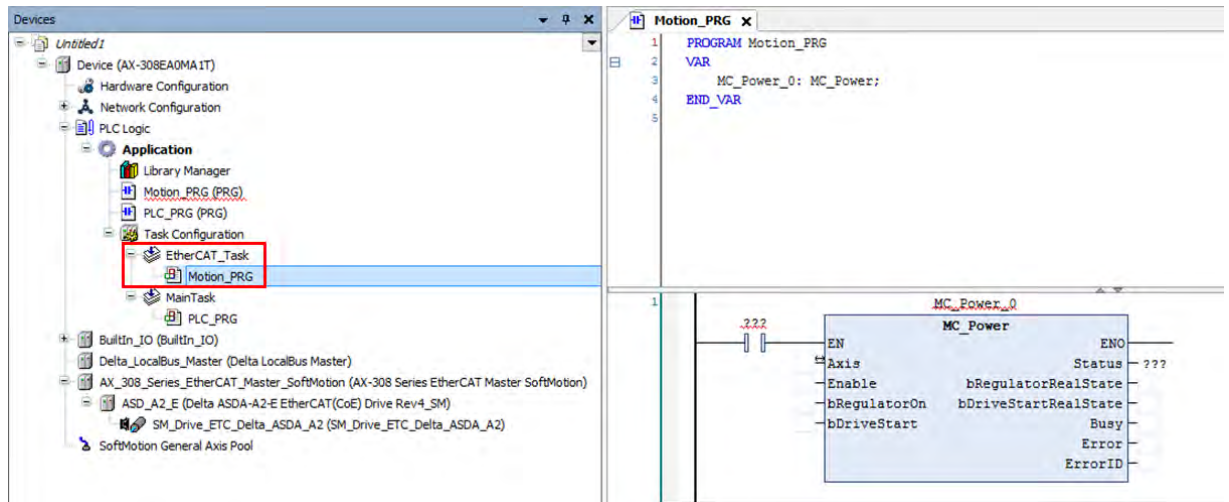 Devices
Untitled1
Device (AX-308EA0MA1T)
Hardware Configuration
Network Configuration
PLC Logic
Application
Library Manager
Motion_PRG (PRG)
PLC_PRG (PRG)
Task Configuration
EtherCAT_Task
Motion_PRG
MainTask
PLC_PRG
BuiltIn_IO (BuiltIn_IO)
Delta_LocalBus_Master (Delta LocalBus Master)
AX_308_Series_EtherCAT_Master_SoftMotion (AX-308 Series EtherCAT Master SoftMotion)
ASD_A2_E (Delta ASDA-A2-E EtherCAT(CoE) Drive Rev4_SM)
SM_Drive_ETC_Delta_ASDA_A2 (SM_Drive_ETC_Delta_ASDA_A2)
SoftMotion General Axis Pool
Motion_PRG
1 PROGRAM Motion_PRG
2 VAR
3 MC_Power_0: MC_Power;
4 END_VAR
5
1
MC_Power_0
??? MC_Power
EN ENO
Axis Status ???
Enable bRegulatorRealState
bRegulatorOn bDriveStartRealState
bDriveStart Busy
Error
ErrorID